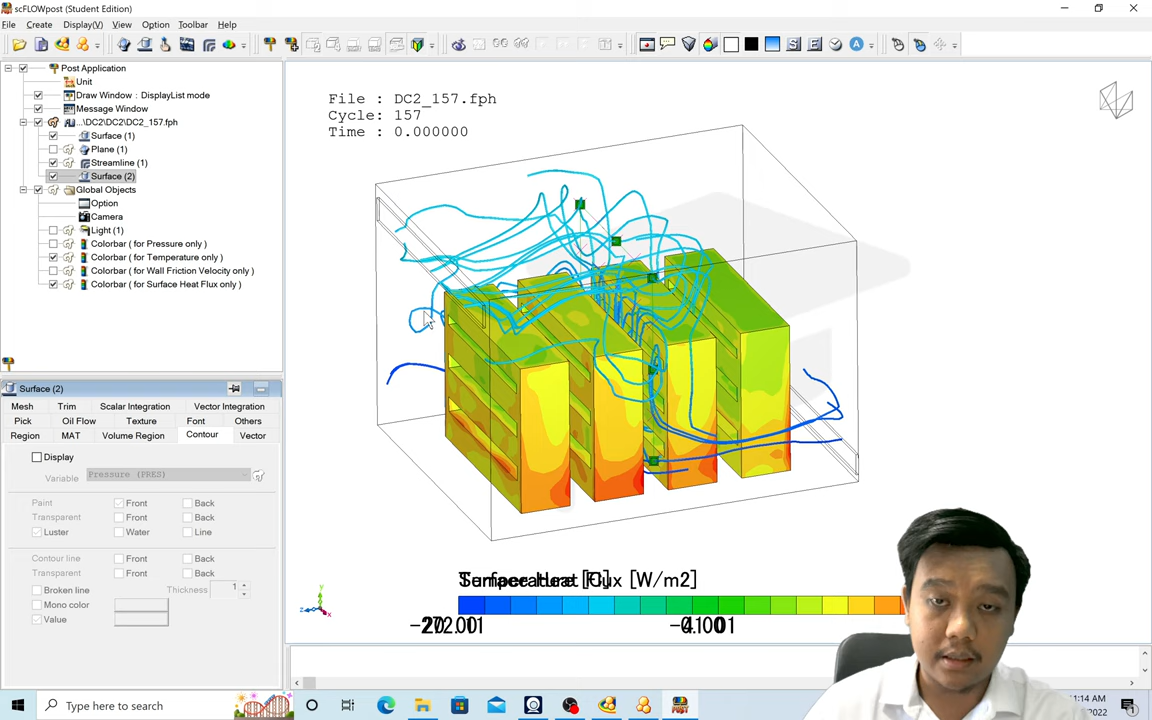 scFLOWpost (Student Edition)
File Create Display(V) View Option Toolbar Help
Post Application
Unit
Draw Window : DisplayList mode
Message Window
...\DC2\DC2\DC2_157.fph
Surface (1)
Plane (1)
Streamline (1)
Surface (2)
Global Objects
Option
Camera
Light (1)
Colorbar ( for Pressure only )
Colorbar ( for Temperature only )
Colorbar ( for Wall Friction Velocity only )
Colorbar ( for Surface Heat Flux only )
File : DC2_157.fph
Cycle: 157
Time : 0.000000
Surface (2)
Mesh Trim Scalar Integration Vector Integration
Pick Oil Flow Texture Font Others
Region MAT Volume Region Contour Vector
Display
Variable Pressure (PRES)
Paint Front Back
Transparent Front Back
Luster Water Line
Contour line Front Back
Transparent Front Back
Broken line Thickness 1
Mono color
Value
Flux [W/m2]
Y
Z X
Type here to search
:14 AM
/2022